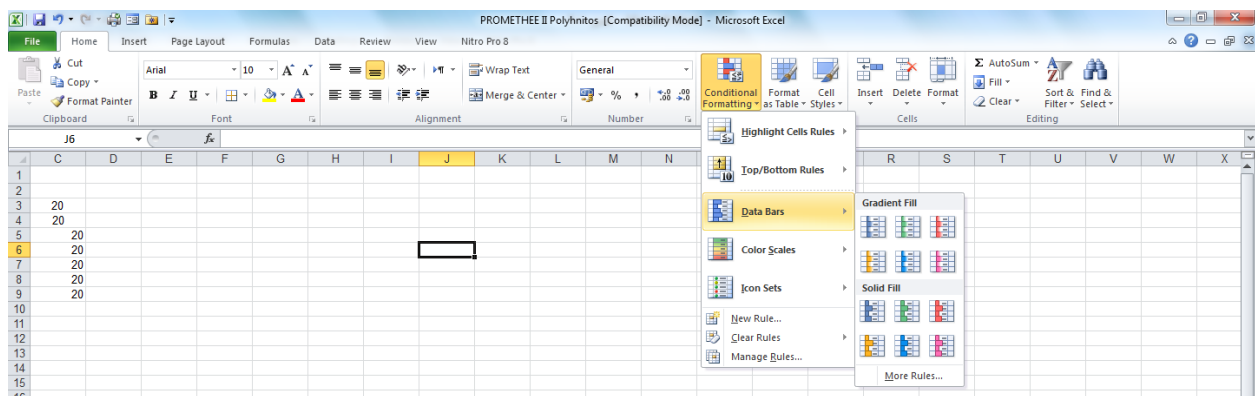 PROMETHEE II Polyhnitos [Compatibility Mode] - Microsoft Excel
File Home Insert Page Layout Formulas Data Review View Nitro Pro 8
Paste
Cut
Copy
Format Painter
Clipboard
Arial 10
B I U
Font
Wrap Text
Merge & Center
Alignment
General
Number
Conditional Formatting
Format as Table
Cell Styles
Insert Delete Format
Cells
AutoSum
Fill
Clear
Sort & Filter
Find & Select
Editing
J6 fx
C D E F G H I J K L M N R S T U V W X
1
2
3 20
4 20
5 20
6 20
7 20
8 20
9 20
10
11
12
13
14
15
16
Highlight Cells Rules
Top/Bottom Rules
Data Bars
Color Scales
Icon Sets
New Rule...
Clear Rules
Manage Rules...
Gradient Fill
Solid Fill
More Rules...